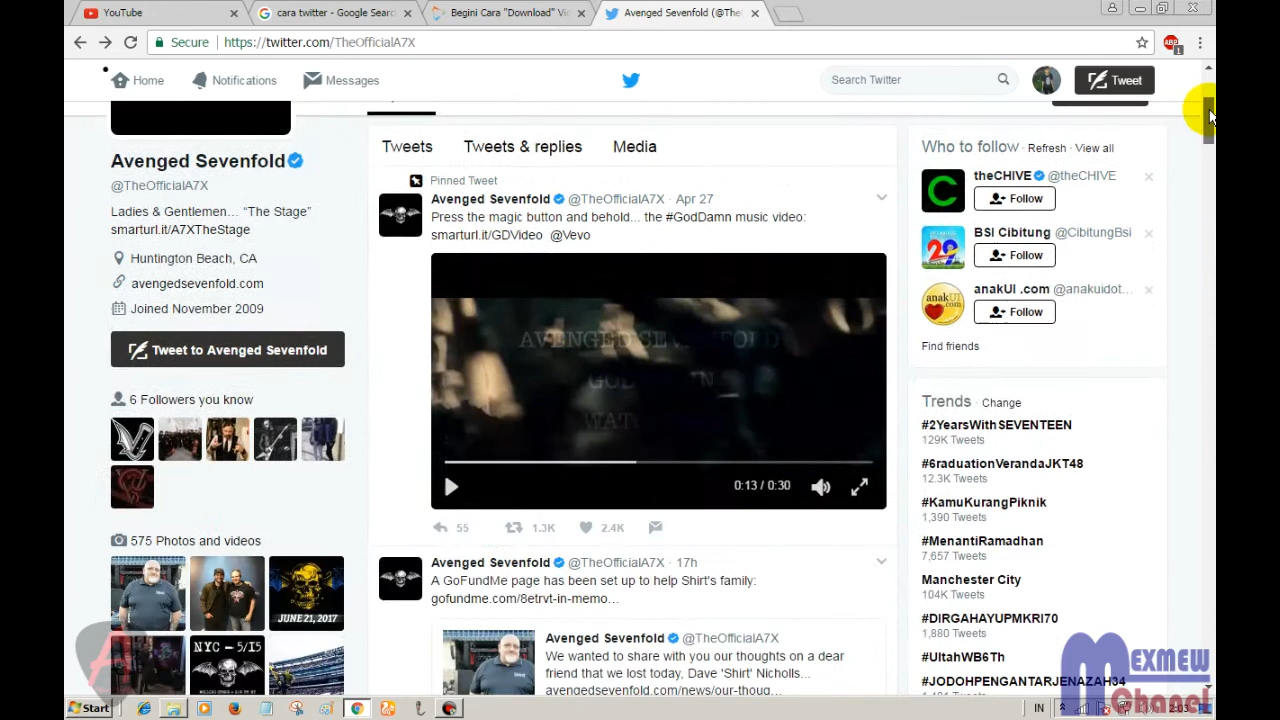 YouTube
cara twitter - Google Searc
Begini Cara "Download" Vi
Avenged Sevenfold (@The
Secure
https://twitter.com/TheOfficialA7X
ABP
1
Home
Notifications
Messages
Search Twitter
Tweet
Avenged Sevenfold
@TheOfficialA7X
Ladies & Gentlemen... "The Stage"
smarturl.it/A7XTheStage
Huntington Beach, CA
avengedsevenfold.com
Joined November 2009
Tweet to Avenged Sevenfold
6 Followers you know
575 Photos and videos
JUNE 21, 2017
NYC — 5/15
Tweets
Tweets & replies
Media
Pinned Tweet
Avenged Sevenfold @TheOfficialA7X · Apr 27
Press the magic button and behold... the #GodDamn music video:
smarturl.it/GDVideo @Vevo
0:13 / 0:30
55
1.3K
2.4K
Avenged Sevenfold @TheOfficialA7X · 17h
A GoFundMe page has been set up to help Shirt's family:
gofundme.com/8etrvt-in-memo...
Avenged Sevenfold @TheOfficialA7X
We wanted to share with you our thoughts on a dear
friend that we lost today, Dave 'Shirt' Nicholls...
avengedsevenfold.com/news/our-thoug...
Who to follow · Refresh · View all
theCHIVE @theCHIVE
Follow
BSI Cibitung @CibitungBsi
Follow
anakUI .com @anakuidot...
Follow
Find friends
Trends · Change
#2YearsWithSEVENTEEN
129K Tweets
#6raduationVerandaJKT48
12.3K Tweets
#KamuKurangPiknik
1,390 Tweets
#MenantiRamadhan
7,657 Tweets
Manchester City
104K Tweets
#DIRGAHAYUPMKRI70
1,880 Tweets
#UltahWB6Th
#JODOHPENGANTARJENAZAH34
MEXMEW
Chanel
Start
IN
2:03